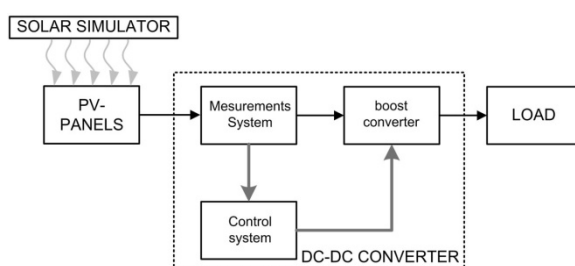 SOLAR SIMULATOR
PV-
PANELS
Mesurements
System
boost
converter
LOAD
Control
system
DC-DC CONVERTER